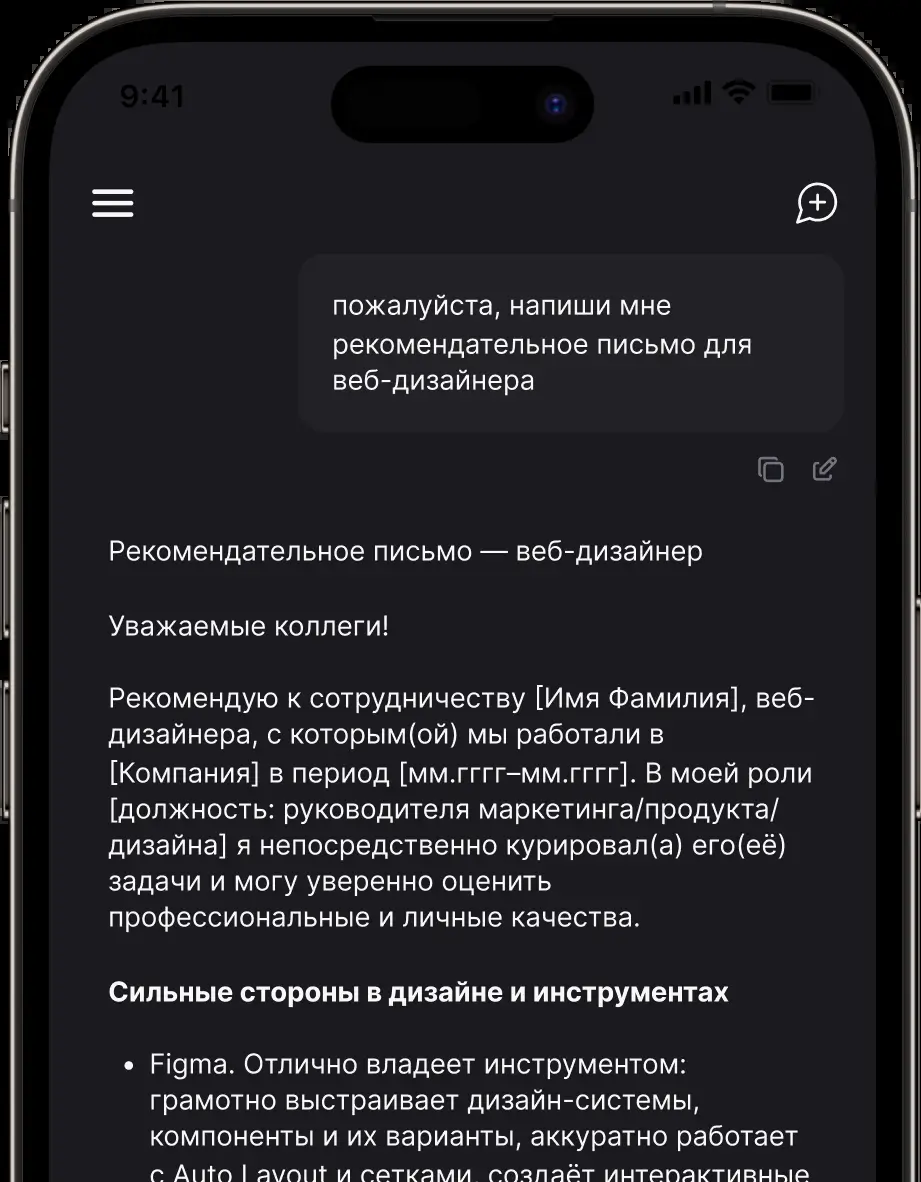 9:41
пожалуйста, напиши мне
рекомендательное письмо для
веб-дизайнера
Рекомендательное письмо — веб-дизайнер
Уважаемые коллеги!
Рекомендую к сотрудничеству [Имя Фамилия], веб-
дизайнера, с которым(ой) мы работали в
[Компания] в период [мм.гггг–мм.гггг]. В моей роли
[должность: руководителя маркетинга/продукта/
дизайна] я непосредственно курировал(а) его(её)
задачи и могу уверенно оценить
профессиональные и личные качества.
Сильные стороны в дизайне и инструментах
• Figma. Отлично владеет инструментом:
грамотно выстраивает дизайн-системы,
компоненты и их варианты, аккуратно работает
с Auto Layout и сетками, создаёт интерактивные